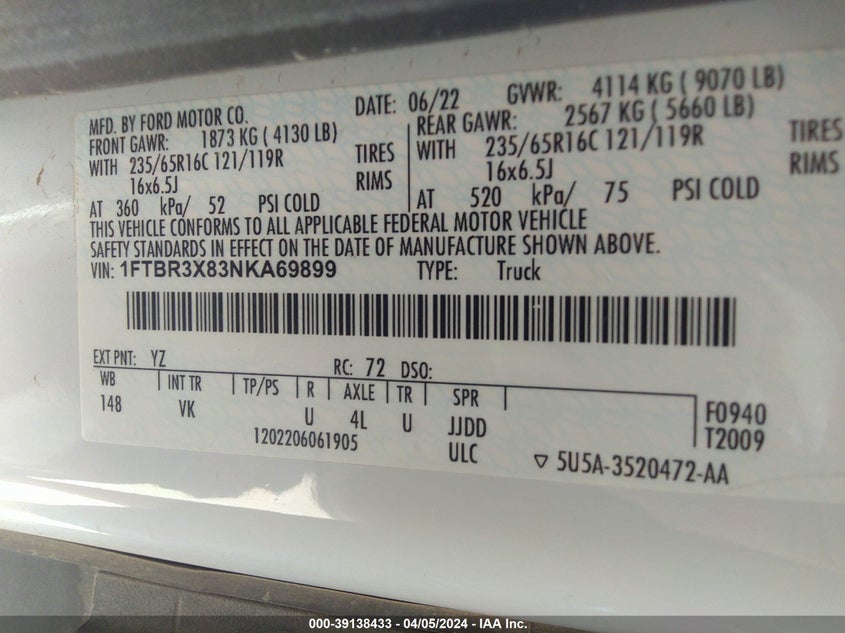 MFD. BY FORD MOTOR CO. DATE: 06/22 GVWR: 4114 KG ( 9070 LB)
FRONT GAWR: 1873 KG ( 4130 LB) REAR GAWR: 2567 KG ( 5660 LB)
WITH 235/65R16C 121/119R TIRES WITH 235/65R16C 121/119R TIRES
16x6.5J RIMS 16x6.5J RIMS
AT 360 kPa/ 52 PSI COLD AT 520 kPa/ 75 PSI COLD
THIS VEHICLE CONFORMS TO ALL APPLICABLE FEDERAL MOTOR VEHICLE
SAFETY STANDARDS IN EFFECT ON THE DATE OF MANUFACTURE SHOWN ABOVE.
VIN: 1FTBR3X83NKA69899 TYPE: Truck
EXT PNT: YZ RC: 72 DSO:
WB INT TR TP/PS R AXLE TR SPR
148 VK U 4L U JJDD F0940
1202206061905 ULC T2009
▽ 5U5A-3520472-AA
000-39138433 - 04/05/2024 - IAA Inc.